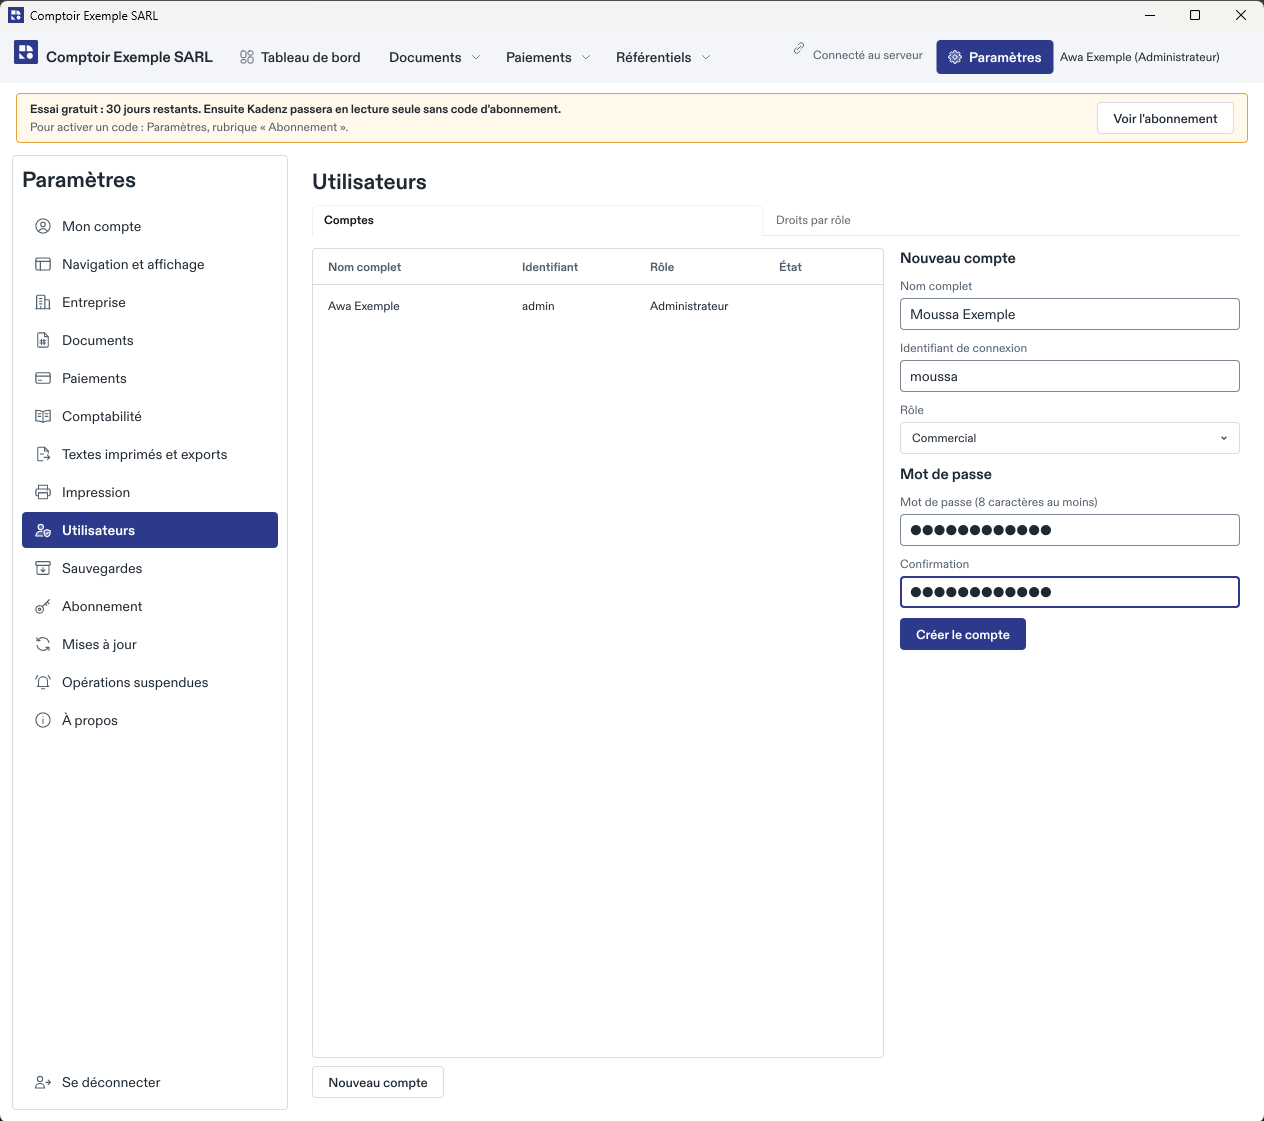 Comptoir Exemple SARL
Comptoir Exemple SARL
Tableau de bord
Documents
Paiements
Référentiels
Connecté au serveur
Paramètres
Awa Exemple (Administrateur)
Essai gratuit : 30 jours restants. Ensuite Kadenz passera en lecture seule sans code d'abonnement.
Pour activer un code : Paramètres, rubrique « Abonnement ».
Voir l'abonnement
Paramètres
Mon compte
Navigation et affichage
Entreprise
Documents
Paiements
Comptabilité
Textes imprimés et exports
Impression
Utilisateurs
Sauvegardes
Abonnement
Mises à jour
Opérations suspendues
À propos
Se déconnecter
Utilisateurs
Comptes
Droits par rôle
Nom complet Identifiant Rôle État
Awa Exemple admin Administrateur
Nouveau compte
Nouveau compte
Nom complet
Moussa Exemple
Identifiant de connexion
moussa
Rôle
Commercial
Mot de passe
Mot de passe (8 caractères au moins)
●●●●●●●●●●●●
Confirmation
●●●●●●●●●●●●
Créer le compte